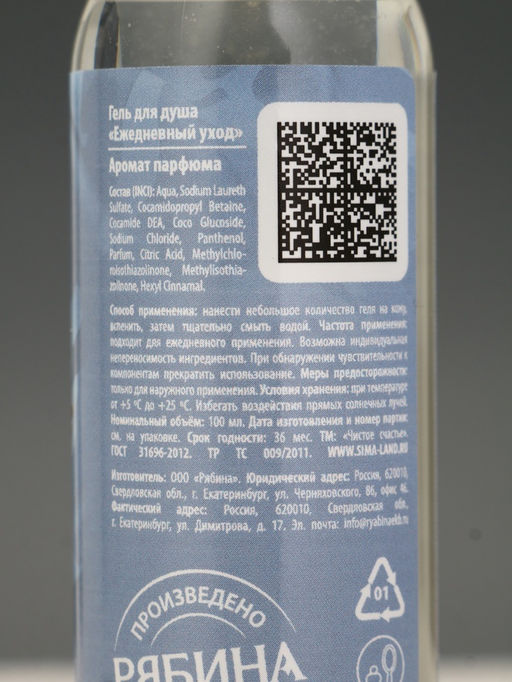 Гель для душа
«Ежедневный уход»
Аромат парфюма
Состав (INCI): Aqua, Sodium Laureth
Sulfate, Cocamidopropyl Betaine,
Cocamide DEA, Coco Glucoside,
Sodium Chloride, Panthenol,
Parfum, Citric Acid, Methylchlo-
roisothiazolinone, Methylisothia-
zolinone, Hexyl Cinnamal.
Способ применения: нанести небольшое количество геля на кожу,
вспенить, затем тщательно смыть водой. Частота применения:
подходит для ежедневного применения. Возможна индивидуальная
непереносимость ингредиентов. При обнаружении чувствительности к
компонентам прекратить использование. Меры предосторожности:
только для наружного применения. Условия хранения: при температуре
от +5 °С до +25 °С. Избегать воздействия прямых солнечных лучей.
Номинальный объём: 100 мл. Дата изготовления и номер партии:
см. на упаковке. Срок годности: 36 мес. ТМ: «Чистое счастье».
ГОСТ 31696-2012. ТР ТС 009/2011. WWW.SIMA-LAND.RU
Изготовитель: ООО «Рябина». Юридический адрес: Россия, 620010,
Свердловская обл., г. Екатеринбург, ул. Черняховского, 86, офис 46.
Фактический адрес: Россия, 620010, Свердловская обл.,
г. Екатеринбург, ул. Димитрова, д. 17. Эл. почта: info@ryabinaekb.ru
ПРОИЗВЕДЕНО
РЯБИНА
01